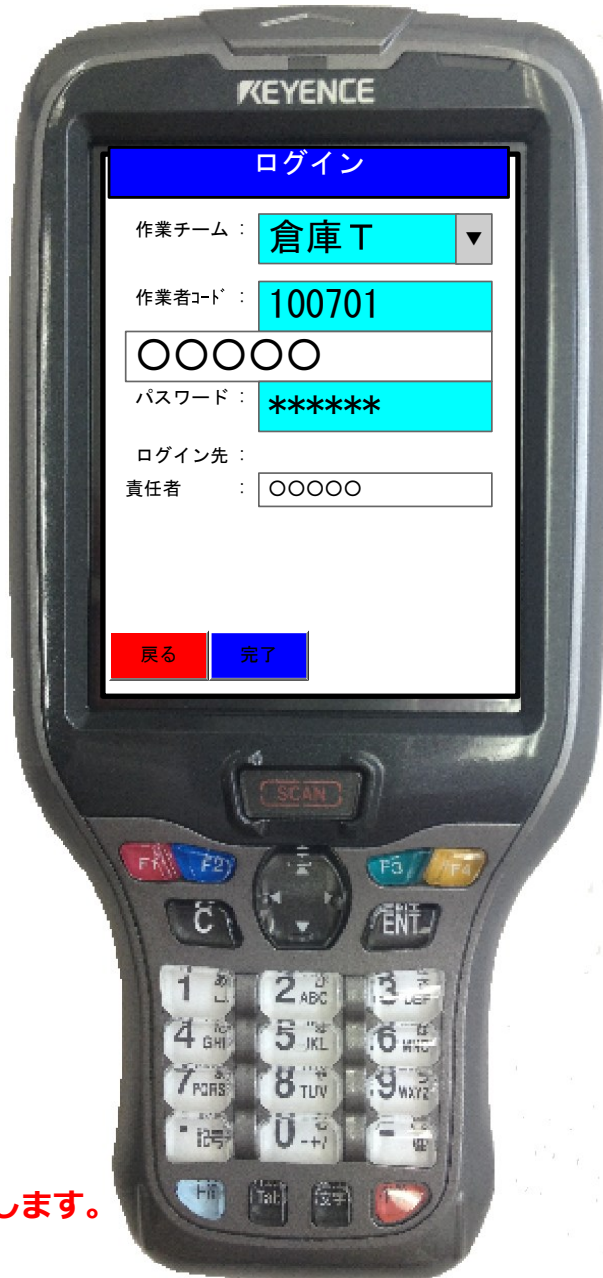 KEYENCE
ログイン
作業チーム : 倉庫T ▼
作業者ｺｰﾄﾞ : 100701
○○○○○
パスワード : ******
ログイン先 :
責任者 : ○○○○○
戻る 完了
SCAN
F1 F2 F3 F4
C ENT
1 あ 2 ABC 3 DEF
4 GHI 5 JKL 6 MNO
7 PQRS 8 TUV 9 WXYZ
. 記号 0 -+/ -
Tab 文字
します。